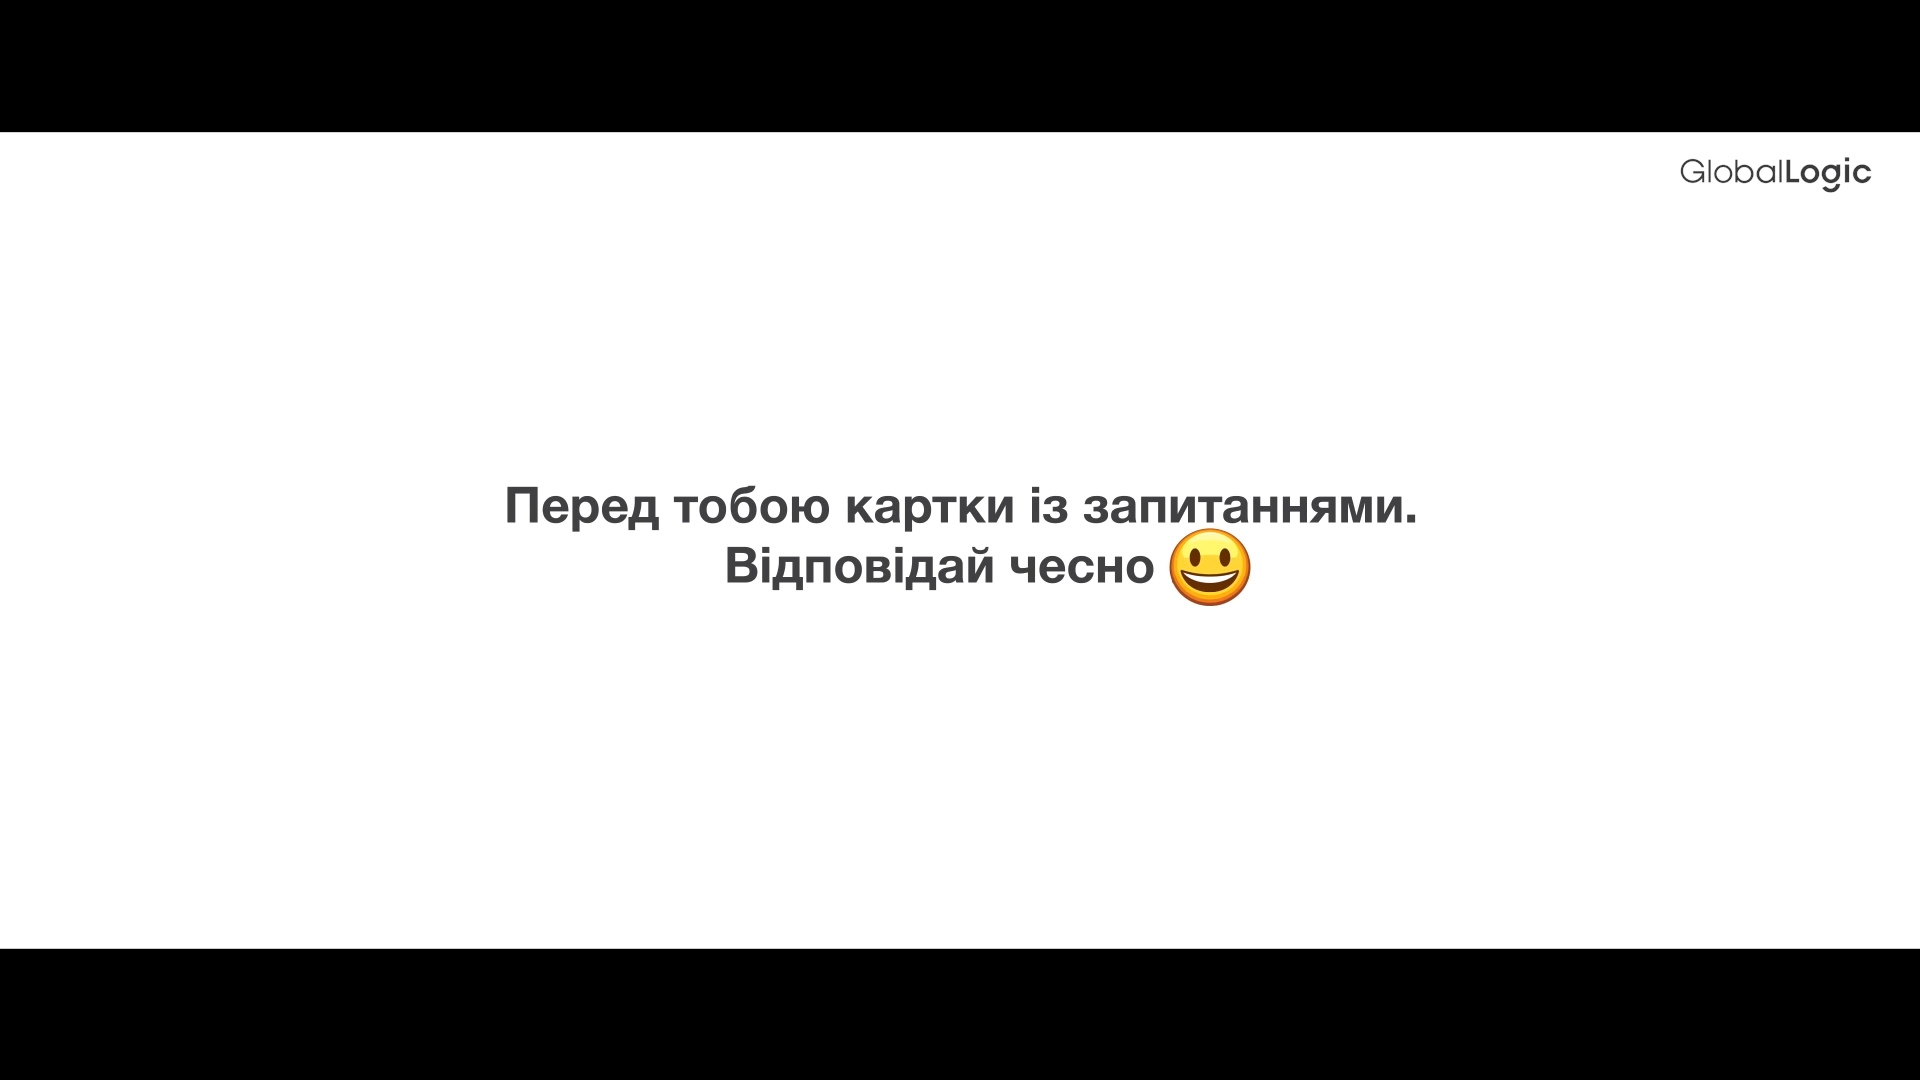 GlobalLogic
Перед тобою картки із запитаннями.
Відповідай чесно 😃